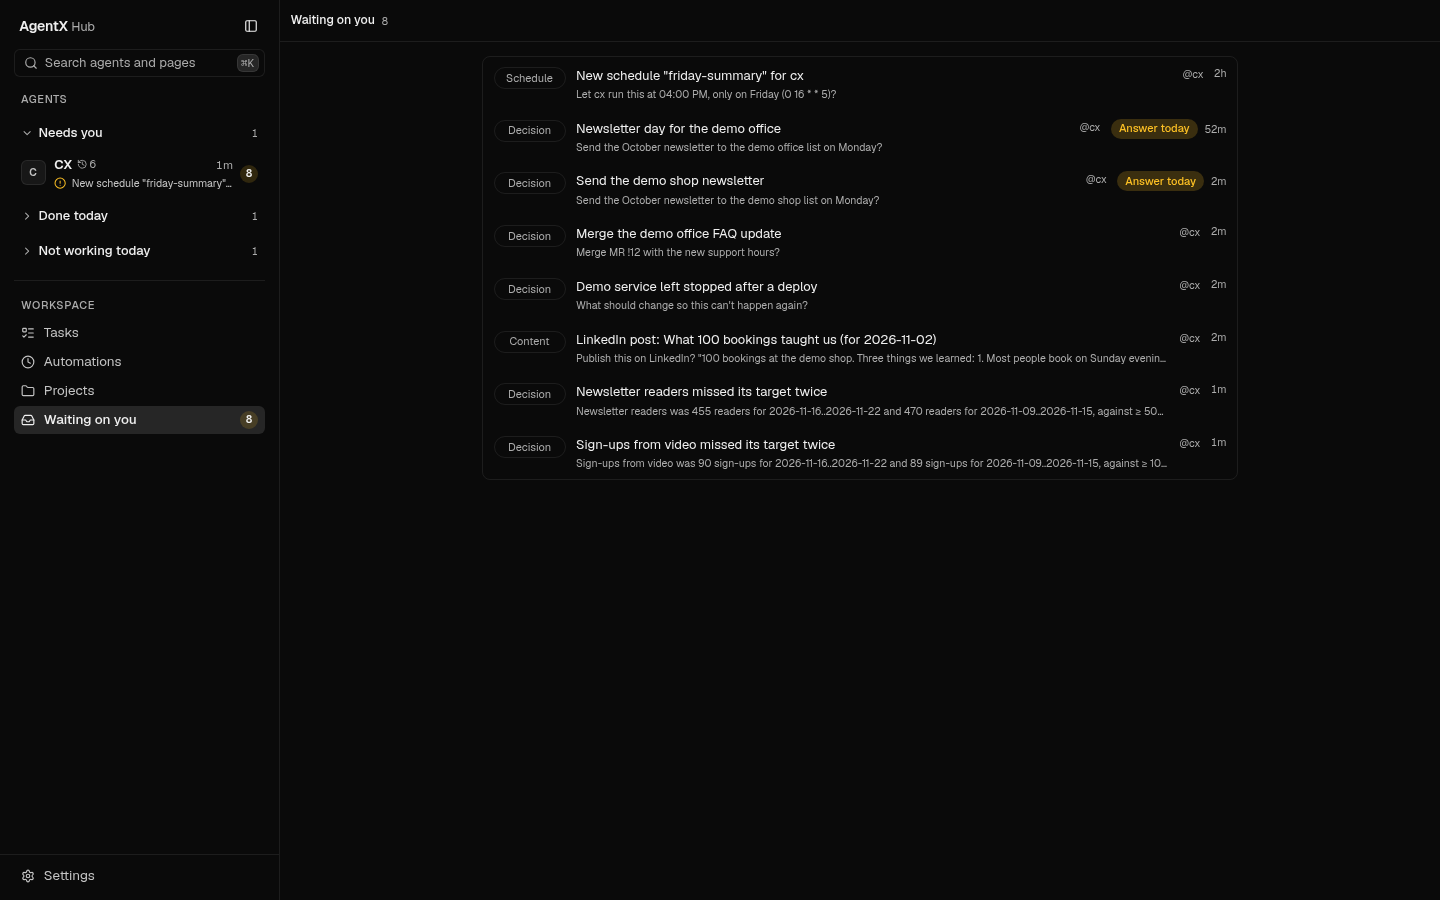 AgentX Hub
Search agents and pages
⌘K
AGENTS
Needs you
1
C
CX
6
1m
New schedule "friday-summary"…
8
Done today
1
Not working today
1
WORKSPACE
Tasks
Automations
Projects
Waiting on you
8
Settings
Waiting on you 8
Schedule
New schedule "friday-summary" for cx
@cx
2h
Let cx run this at 04:00 PM, only on Friday (0 16 * * 5)?
Decision
Newsletter day for the demo office
@cx
Answer today
52m
Send the October newsletter to the demo office list on Monday?
Decision
Send the demo shop newsletter
@cx
Answer today
2m
Send the October newsletter to the demo shop list on Monday?
Decision
Merge the demo office FAQ update
@cx
2m
Merge MR !12 with the new support hours?
Decision
Demo service left stopped after a deploy
@cx
2m
What should change so this can't happen again?
Content
LinkedIn post: What 100 bookings taught us (for 2026-11-02)
@cx
2m
Publish this on LinkedIn? "100 bookings at the demo shop. Three things we learned: 1. Most people book on Sunday evenin…
Decision
Newsletter readers missed its target twice
@cx
1m
Newsletter readers was 455 readers for 2026-11-16..2026-11-22 and 470 readers for 2026-11-09..2026-11-15, against ≥ 50…
Decision
Sign-ups from video missed its target twice
@cx
1m
Sign-ups from video was 90 sign-ups for 2026-11-16..2026-11-22 and 89 sign-ups for 2026-11-09..2026-11-15, against ≥ 10…